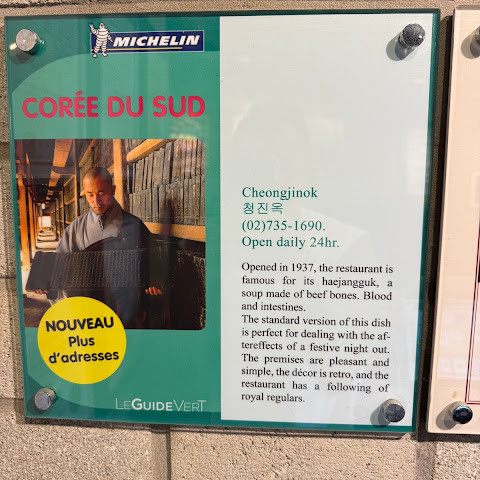 MICHELIN
CORÉE DU SUD
NOUVEAU
Plus
d'adresses
LEGUIDEVERT
Cheongjinok
청진옥
(02)735-1690.
Open daily 24hr.
Opened in 1937, the restaurant is
famous for its haejangguk, a
soup made of beef bones. Blood
and intestines.
The standard version of this dish
is perfect for dealing with the af-
tereffects of a festive night out.
The premises are pleasant and
simple, the décor is retro, and the
restaurant has a following of
royal regulars.